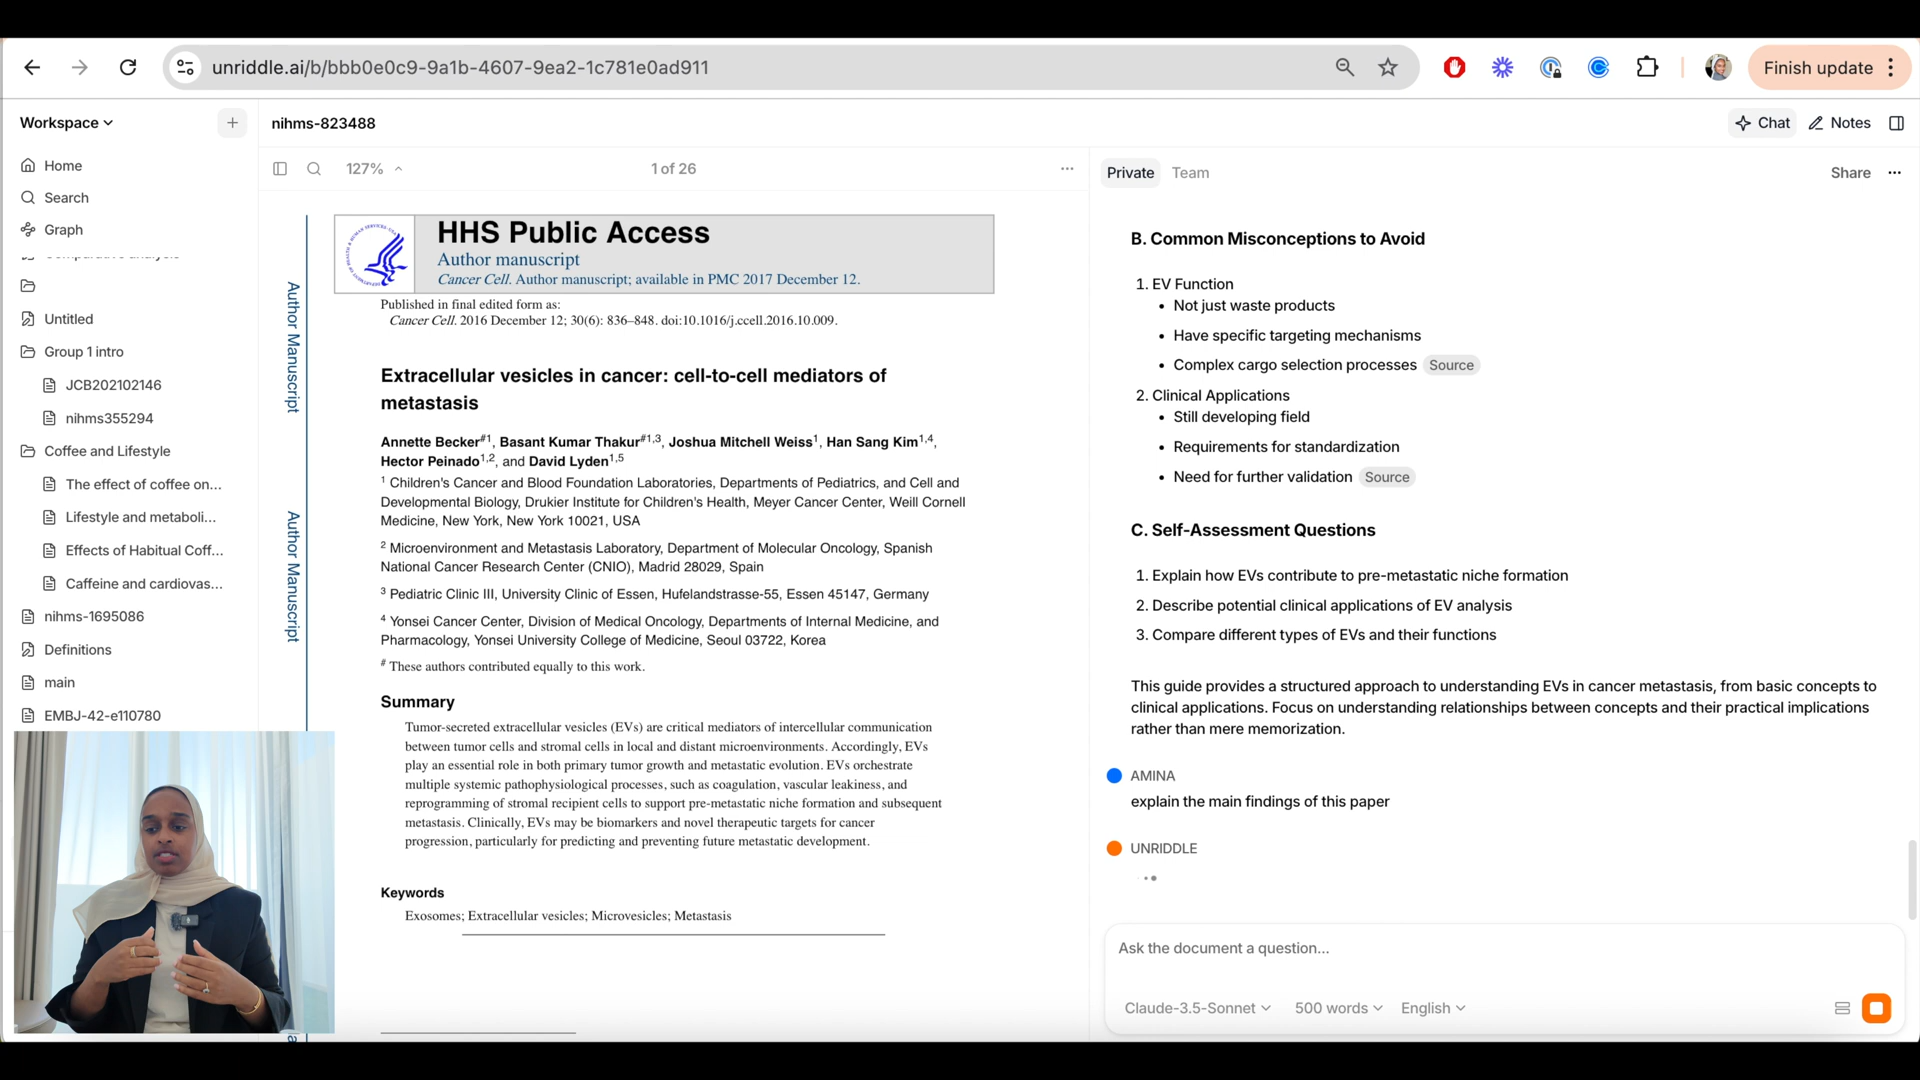 unriddle.ai/b/bbb0e0c9-9a1b-4607-9ea2-1c781e0ad911
Finish update
Workspace
nihms-823488
Chat
Notes
Home
Search
Graph
Untitled
Group 1 intro
JCB202102146
nihms355294
Coffee and Lifestyle
The effect of coffee on...
Lifestyle and metaboli...
Effects of Habitual Coff...
Caffeine and cardiovas...
nihms-1695086
Definitions
main
EMBJ-42-e110780
127%
1 of 26
Author Manuscript
Author Manuscript
HHS Public Access
Author manuscript
Cancer Cell. Author manuscript; available in PMC 2017 December 12.
Published in final edited form as:
Cancer Cell. 2016 December 12; 30(6): 836–848. doi:10.1016/j.ccell.2016.10.009.
Extracellular vesicles in cancer: cell-to-cell mediators of
metastasis
Annette Becker#1, Basant Kumar Thakur#1,3, Joshua Mitchell Weiss1, Han Sang Kim1,4,
Hector Peinado1,2, and David Lyden1,5
1 Children's Cancer and Blood Foundation Laboratories, Departments of Pediatrics, and Cell and
Developmental Biology, Drukier Institute for Children's Health, Meyer Cancer Center, Weill Cornell
Medicine, New York, New York 10021, USA
2 Microenvironment and Metastasis Laboratory, Department of Molecular Oncology, Spanish
National Cancer Research Center (CNIO), Madrid 28029, Spain
3 Pediatric Clinic III, University Clinic of Essen, Hufelandstrasse-55, Essen 45147, Germany
4 Yonsei Cancer Center, Division of Medical Oncology, Departments of Internal Medicine, and
Pharmacology, Yonsei University College of Medicine, Seoul 03722, Korea
# These authors contributed equally to this work.
Summary
Tumor-secreted extracellular vesicles (EVs) are critical mediators of intercellular communication
between tumor cells and stromal cells in local and distant microenvironments. Accordingly, EVs
play an essential role in both primary tumor growth and metastatic evolution. EVs orchestrate
multiple systemic pathophysiological processes, such as coagulation, vascular leakiness, and
reprogramming of stromal recipient cells to support pre-metastatic niche formation and subsequent
metastasis. Clinically, EVs may be biomarkers and novel therapeutic targets for cancer
progression, particularly for predicting and preventing future metastatic development.
Keywords
Exosomes; Extracellular vesicles; Microvesicles; Metastasis
Private
Team
Share
B. Common Misconceptions to Avoid
1. EV Function
• Not just waste products
• Have specific targeting mechanisms
• Complex cargo selection processes Source
2. Clinical Applications
• Still developing field
• Requirements for standardization
• Need for further validation Source
C. Self-Assessment Questions
1. Explain how EVs contribute to pre-metastatic niche formation
2. Describe potential clinical applications of EV analysis
3. Compare different types of EVs and their functions
This guide provides a structured approach to understanding EVs in cancer metastasis, from basic concepts to
clinical applications. Focus on understanding relationships between concepts and their practical implications
rather than mere memorization.
AMINA
explain the main findings of this paper
UNRIDDLE
Ask the document a question...
Claude-3.5-Sonnet
500 words
English